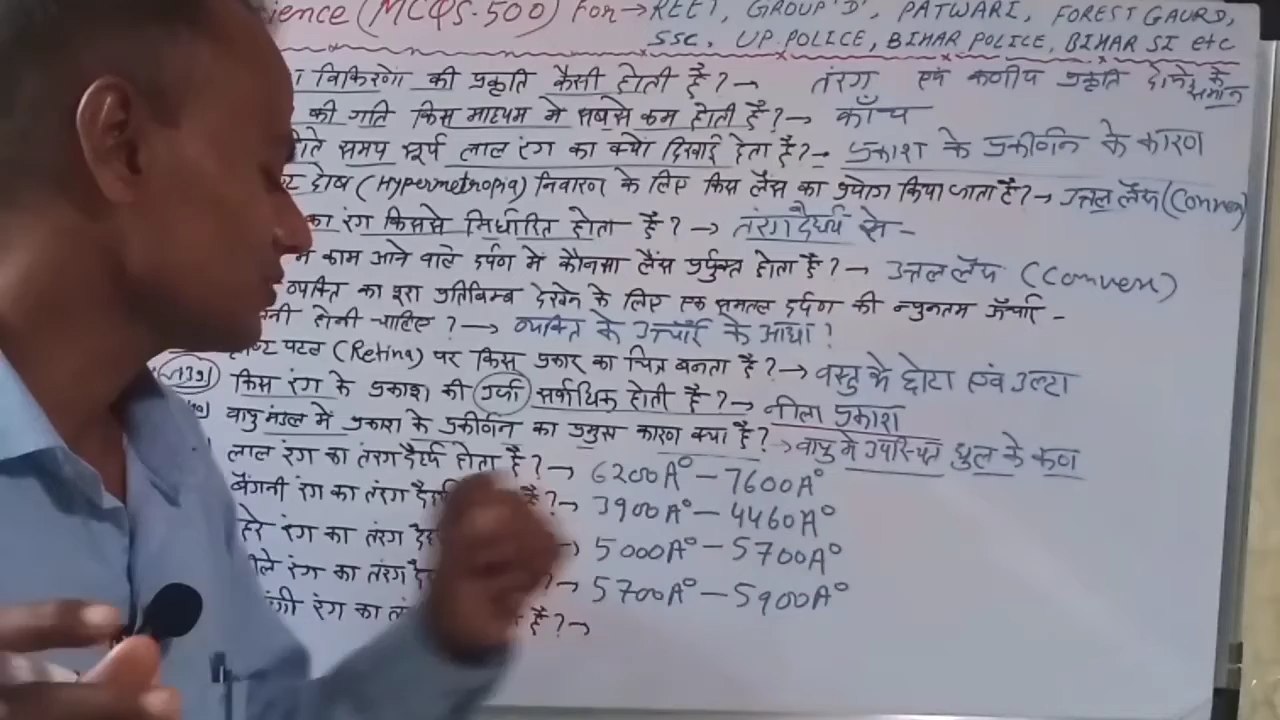 ience (MCQS-500) For→ REET, GROUP 'D', PATWARI, FOREST GAURD,
SSC, UP POLICE, BIHAR POLICE, BIHAR SI etc
विकिरणों की प्रकृति कैसी होती है?→ तरंग एवं कणीय प्रकृति दोनों के समान
की गति किस माध्यम में सबसे कम होती है?→ काँच
होते समय सूर्य लाल रंग का क्यों दिखाई देता है?→ प्रकाश के प्रकीर्णन के कारण
दोष (Hypermetropia) निवारण के लिए किस लैंस का प्रयोग किया जाता है?→ उत्तल लैंस (Convex)
का रंग किससे निर्धारित होता है?→ तरंगदैर्ध्य से-
काम आने वाले दर्पण में कौनसा लैंस प्रयुक्त होता है?→ उत्तल लैंस (Convex)
व्यक्ति का पूरा प्रतिबिम्ब देखने के लिए एक समतल दर्पण की न्युनतम ऊँचाई -
होनी चाहिए?→ व्यक्ति के ऊँचाई के आधा!
पटल (Retina) पर किस प्रकार का चित्र बनता है?→ वस्तु से छोटा एवं उल्टा
139) किस रंग के प्रकाश की उर्जा सर्वाधिक होती है?→ नीला प्रकाश
वायु मंडल में प्रकाश के प्रकीर्णन का प्रमुख कारण क्या है?→ वायु में उपस्थित धुल के कण
लाल रंग का तरंगदैर्ध्य होता है?→ 6200A° – 7600A°
बैंगनी रंग का तरंग है?→ 3900A° – 4460A°
हरे रंग का तरंग → 5000A° – 5700A°
रंग का तरंग ?→ 5700A° – 5900A°
रंग का है?→